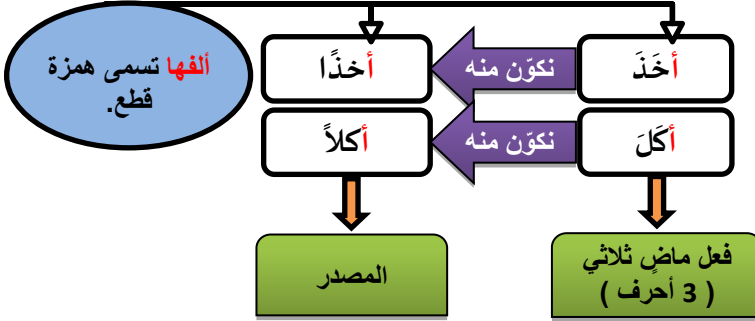 ألفها تسمى همزة
قطع.
أخَذَ
نكوّن منه
أخذًا
أكَلَ
نكوّن منه
أكلاً
فعل ماضٍ ثلاثي
( 3 أحرف )
المصدر